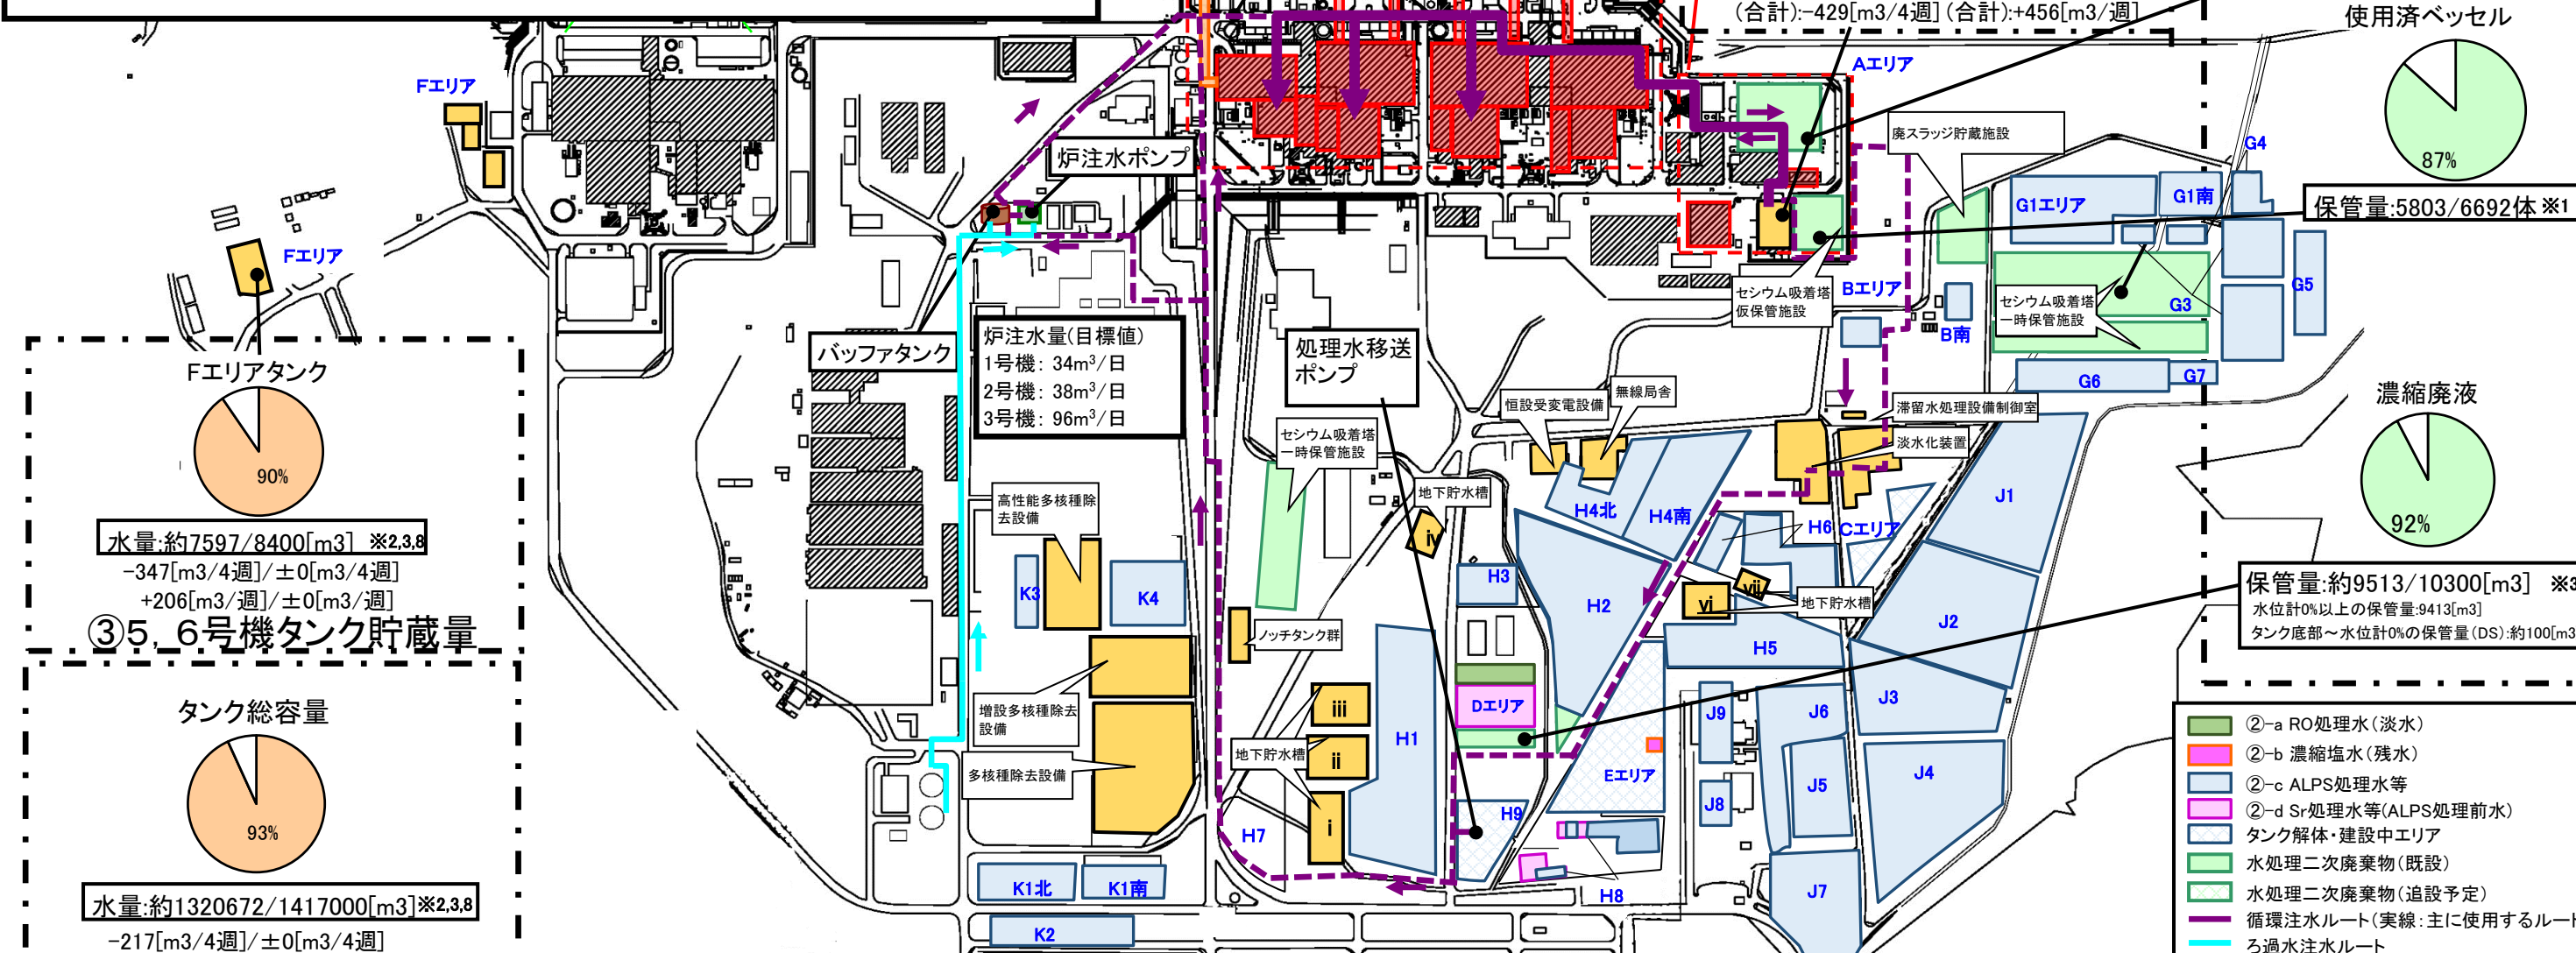 (合計):-429[m3/4週] (合計):+456[m3/週]
使用済ベッセル
87%
保管量:5803/6692体 ※1
Aエリア
Fエリア
Fエリア
炉注水ポンプ
廃スラッジ貯蔵施設
G4
G1エリア
G1南
セシウム吸着塔
仮保管施設
Bエリア
B南
セシウム吸着塔
一時保管施設
G3
G5
G6
G7
バッファタンク
炉注水量(目標値)
1号機: 34m³/日
2号機: 38m³/日
3号機: 96m³/日
処理水移送
ポンプ
Fエリアタンク
90%
水量:約7597/8400[m3] ※2,3,8
-347[m3/4週]/±0[m3/4週]
+206[m3/週]/±0[m3/週]
③5, 6号機タンク貯蔵量
恒設受変電設備
無線局舎
滞留水処理設備制御室
淡水化装置
セシウム吸着塔
一時保管施設
高性能多核種除
去設備
地下貯水槽
iv
H4北
H4南
H6
Cエリア
J1
濃縮廃液
92%
保管量:約9513/10300[m3] ※3
水位計0%以上の保管量:9413[m3]
タンク底部～水位計0%の保管量(DS):約100[m3
K3
K4
H3
H2
vi
vii
地下貯水槽
J2
ノッチタンク群
H5
タンク総容量
93%
水量:約1320672/1417000[m3]※2,3,8
-217[m3/4週]/±0[m3/4週]
増設多核種除去
設備
多核種除去設備
地下貯水槽
iii
ii
i
H1
Dエリア
Eエリア
J9
J6
J3
J8
J5
J4
H7
H9
H8
J7
K1北
K1南
K2
②-a RO処理水(淡水)
②-b 濃縮塩水(残水)
②-c ALPS処理水等
②-d Sr処理水等(ALPS処理前水)
タンク解体・建設中エリア
水処理二次廃棄物(既設)
水処理二次廃棄物(追設予定)
循環注水ルート(実線:主に使用するルート
ろ過水注水ルート